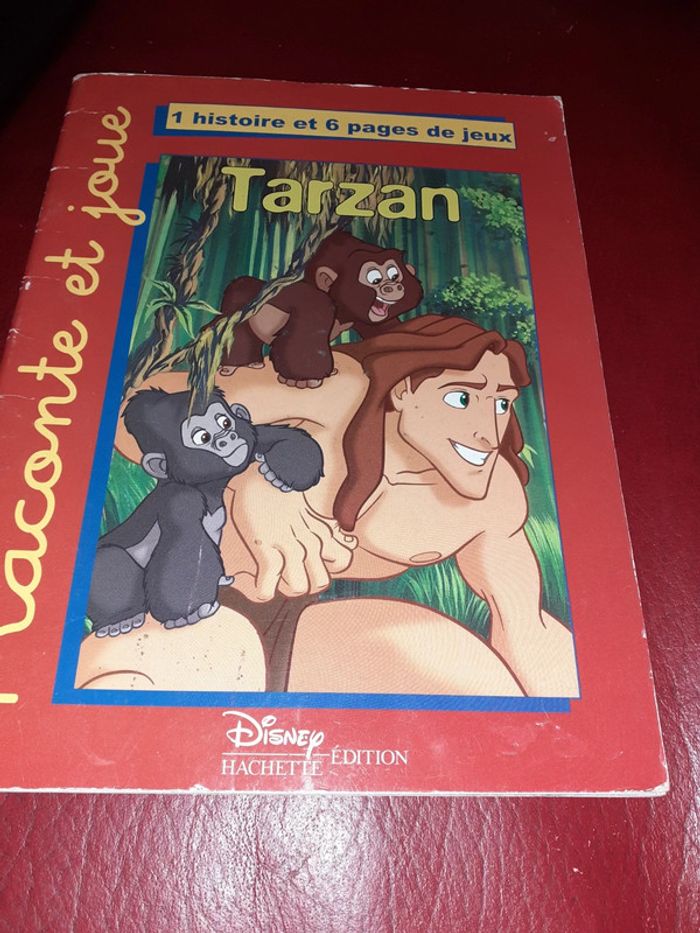 1 histoire et 6 pages de jeux
Raconte et joue
Tarzan
Disney
HACHETTE
ÉDITION